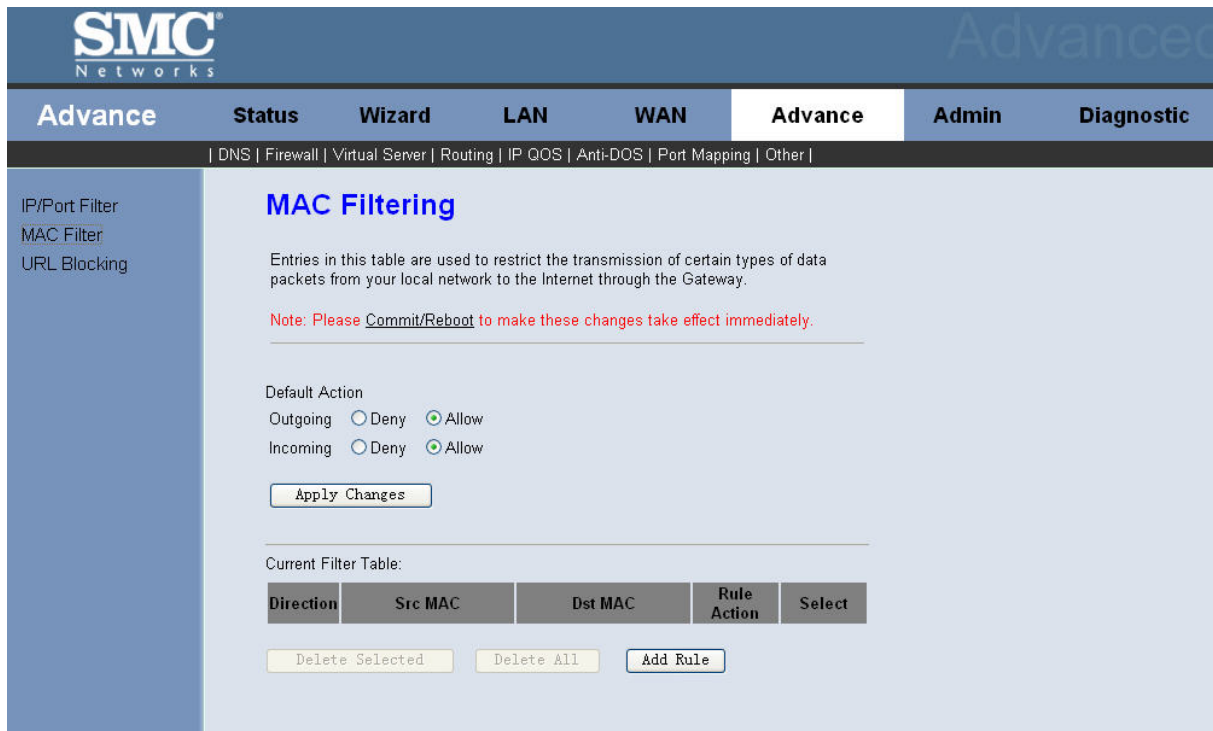 SMC®
Networks
Advanced
Advance
Status Wizard LAN WAN Advance Admin Diagnostic
| DNS | Firewall | Virtual Server | Routing | IP QOS | Anti-DOS | Port Mapping | Other |
IP/Port Filter
MAC Filter
URL Blocking
MAC Filtering
Entries in this table are used to restrict the transmission of certain types of data
packets from your local network to the Internet through the Gateway.
Note: Please Commit/Reboot to make these changes take effect immediately.
Default Action
Outgoing Deny Allow
Incoming Deny Allow
Apply Changes
Current Filter Table:
Direction Src MAC Dst MAC Rule Action Select
Delete Selected Delete All Add Rule